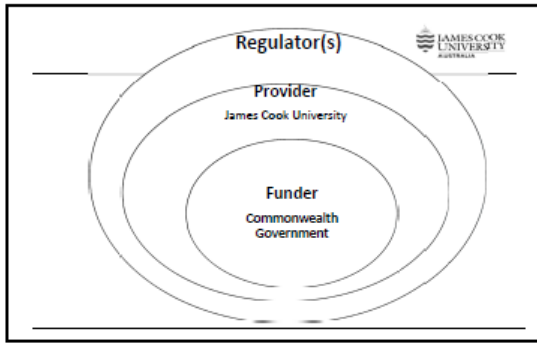 Regulator(s)
JAMES COOK
UNIVERSITY
AUSTRALIA
Provider
James Cook University
Funder
Commonwealth
Government